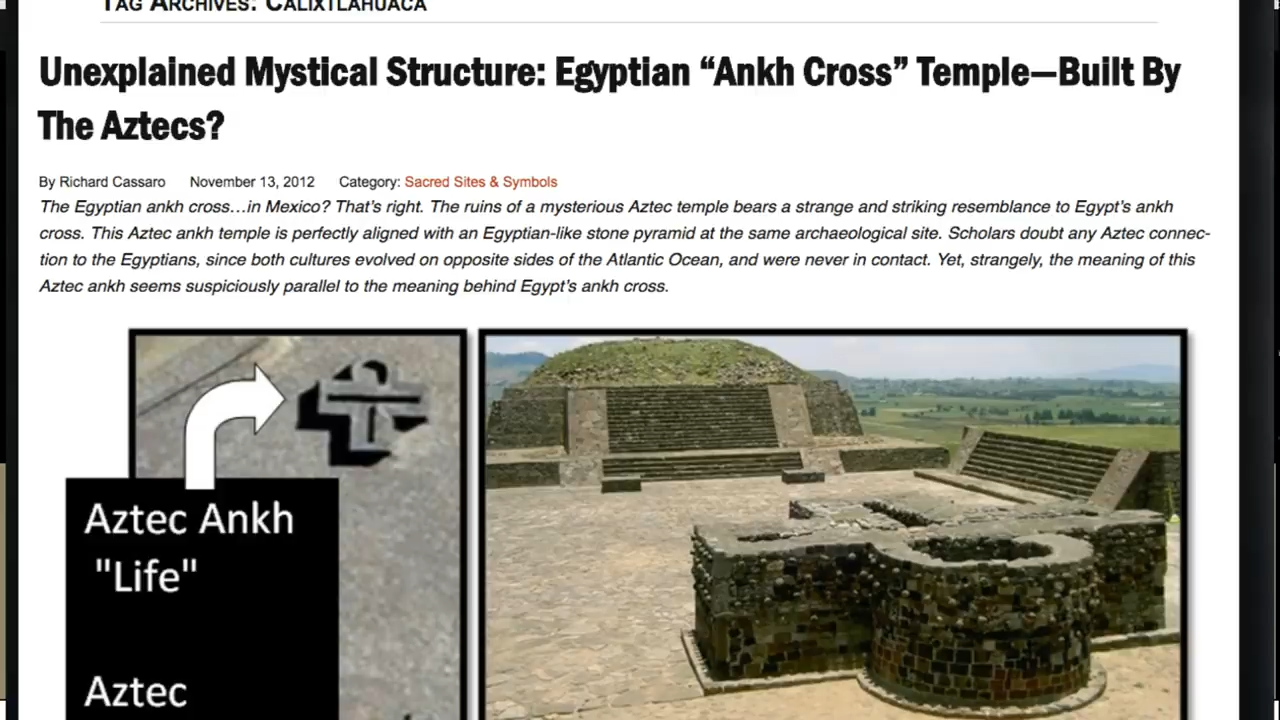 TAG ARCHIVES: CALIXTLAHUACA
Unexplained Mystical Structure: Egyptian “Ankh Cross” Temple—Built By
The Aztecs?
By Richard Cassaro November 13, 2012 Category: Sacred Sites & Symbols
The Egyptian ankh cross…in Mexico? That’s right. The ruins of a mysterious Aztec temple bears a strange and striking resemblance to Egypt’s ankh
cross. This Aztec ankh temple is perfectly aligned with an Egyptian-like stone pyramid at the same archaeological site. Scholars doubt any Aztec connec-
tion to the Egyptians, since both cultures evolved on opposite sides of the Atlantic Ocean, and were never in contact. Yet, strangely, the meaning of this
Aztec ankh seems suspiciously parallel to the meaning behind Egypt’s ankh cross.
Aztec Ankh
"Life"
Aztec